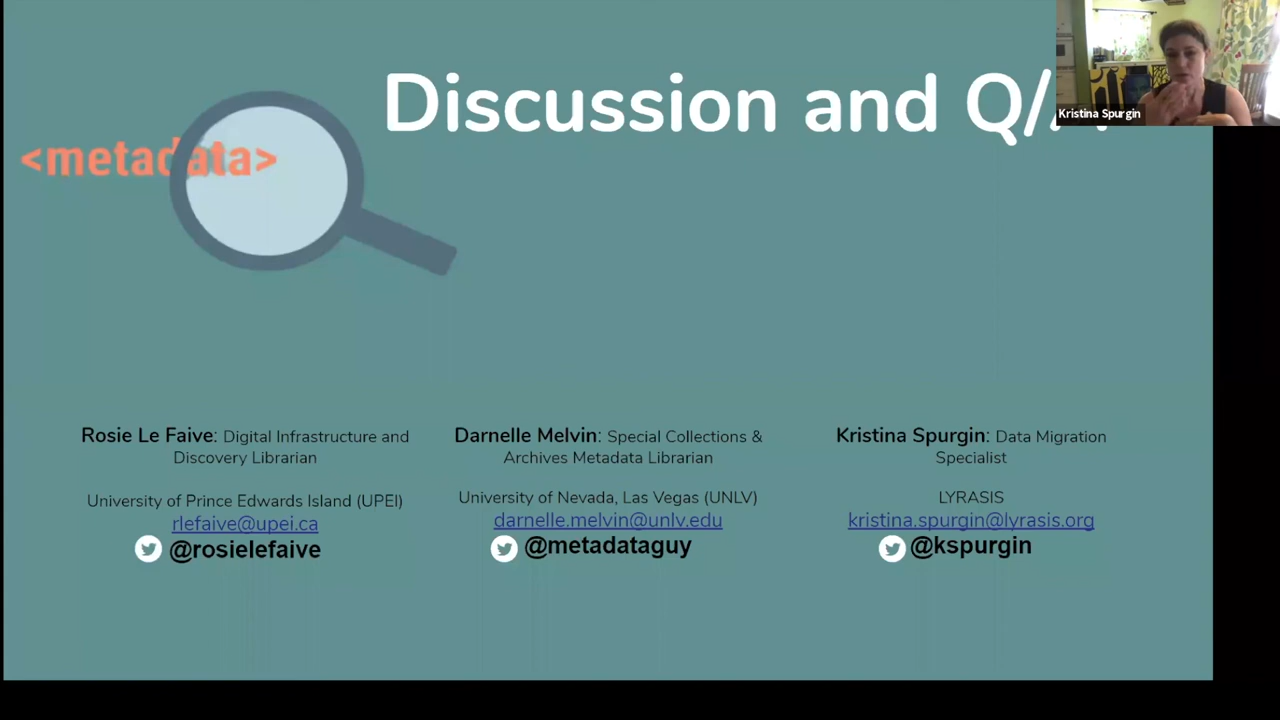 Discussion and Q/
Kristina Spurgin
<metadata>
Rosie Le Faive: Digital Infrastructure and
Discovery Librarian
University of Prince Edwards Island (UPEI)
rlefaive@upei.ca
@rosielefaive
Darnelle Melvin: Special Collections &
Archives Metadata Librarian
University of Nevada, Las Vegas (UNLV)
darnelle.melvin@unlv.edu
@metadataguy
Kristina Spurgin: Data Migration
Specialist
LYRASIS
kristina.spurgin@lyrasis.org
@kspurgin